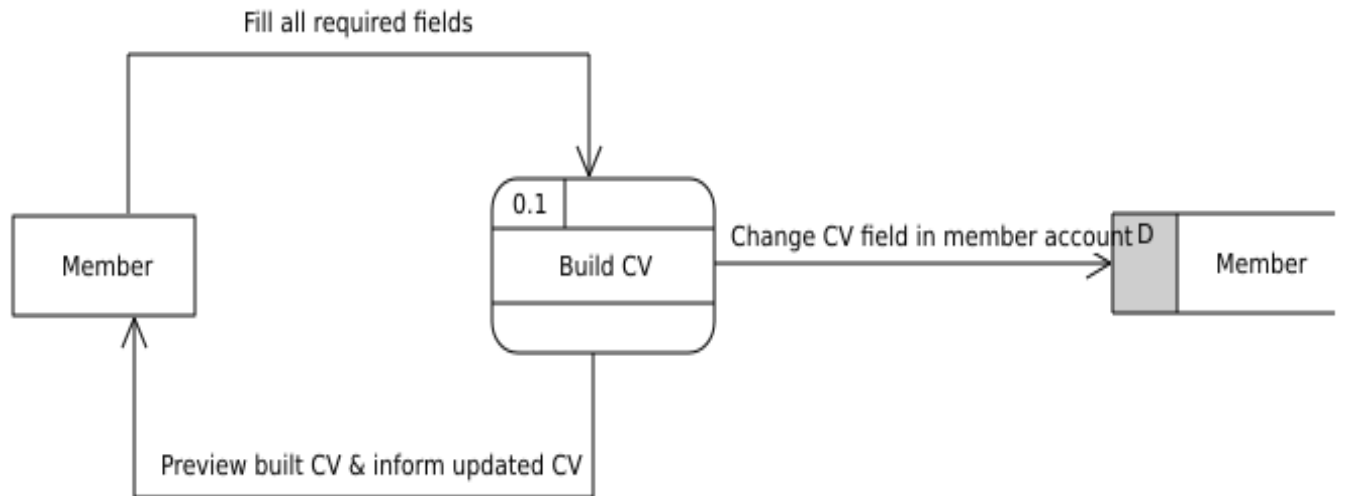 Fill all required fields
0.1
Member
Build CV
Change CV field in member account
D
Member
Preview built CV & inform updated CV